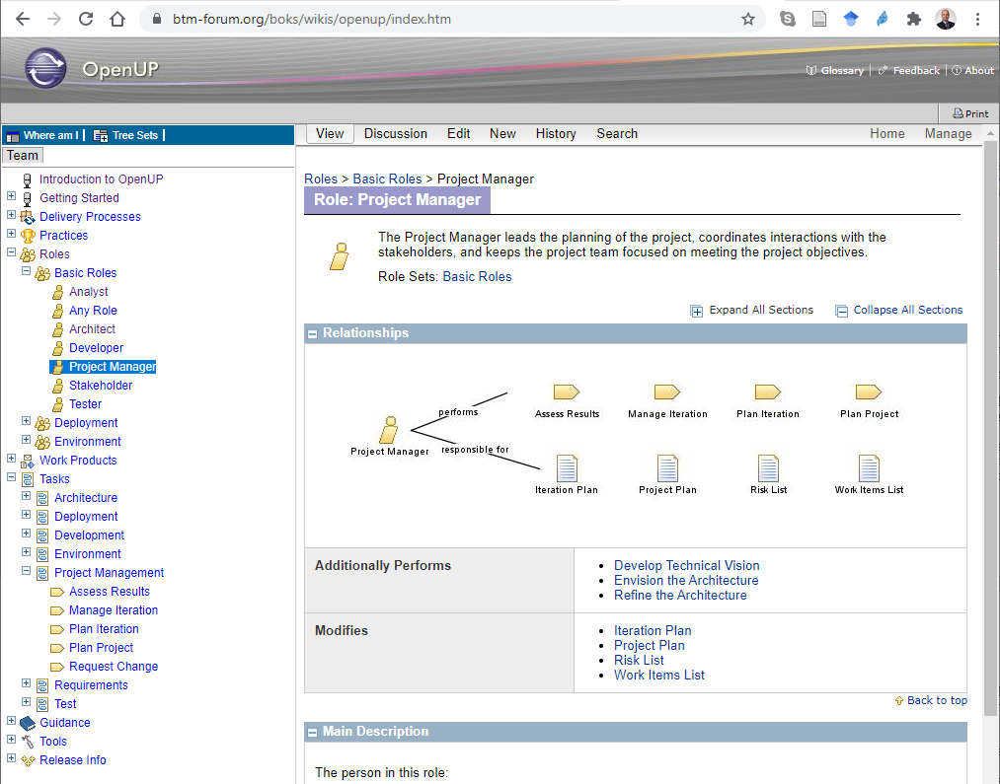 btm-forum.org/boks/wikis/openup/index.htm
OpenUP
Glossary
Feedback
About
Print
Where am I
Tree Sets
Team
Introduction to OpenUP
Getting Started
Delivery Processes
Practices
Roles
Basic Roles
Analyst
Any Role
Architect
Developer
Project Manager
Stakeholder
Tester
Deployment
Environment
Work Products
Tasks
Architecture
Deployment
Development
Environment
Project Management
Assess Results
Manage Iteration
Plan Iteration
Plan Project
Request Change
Requirements
Test
Guidance
Tools
Release Info
View Discussion Edit New History Search Home Manage
Roles > Basic Roles > Project Manager
Role: Project Manager
The Project Manager leads the planning of the project, coordinates interactions with the
stakeholders, and keeps the project team focused on meeting the project objectives.
Role Sets: Basic Roles
Expand All Sections Collapse All Sections
Relationships
performs
Assess Results Manage Iteration Plan Iteration Plan Project
Project Manager
responsible for
Iteration Plan Project Plan Risk List Work Items List
Additionally Performs
• Develop Technical Vision
• Envision the Architecture
• Refine the Architecture
Modifies
• Iteration Plan
• Project Plan
• Risk List
• Work Items List
Back to top
Main Description
The person in this role: